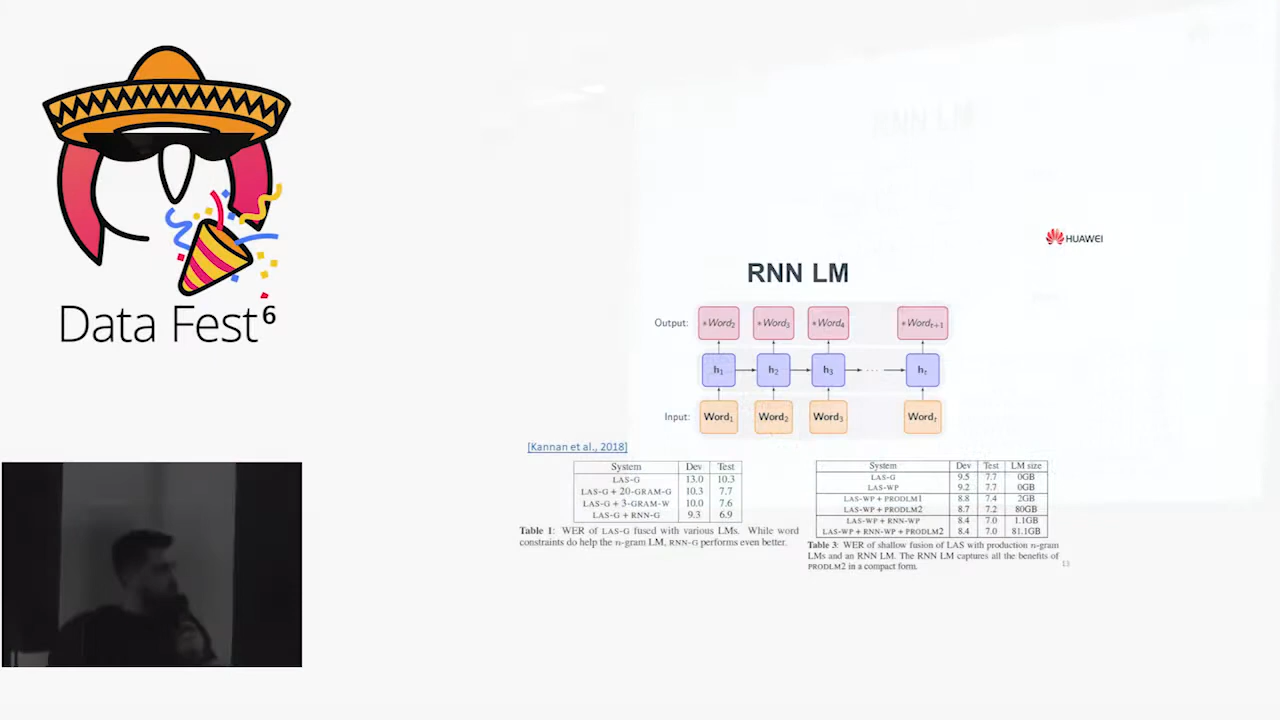 Data Fest⁶
HUAWEI
RNN LM
Output: *Word₂ *Word₃ *Word₄ *Wordₜ₊₁
h₁ h₂ h₃ ··· hₜ
Input: Word₁ Word₂ Word₃ Wordₜ
[Kannan et al., 2018]
System Dev Test
LAS-G 13.0 10.3
LAS-G + 20-GRAM-G 10.3 7.7
LAS-G + 3-GRAM-W 10.0 7.6
LAS-G + RNN-G 9.3 6.9
Table 1: WER of LAS-G fused with various LMs. While word
constraints do help the n-gram LM, RNN-G performs even better.
System Dev Test LM size
LAS-G 9.5 7.7 0GB
LAS-WP 9.2 7.7 0GB
LAS-WP + PRODLM1 8.8 7.4 2GB
LAS-WP + PRODLM2 8.7 7.2 80GB
LAS-WP + RNN-WP 8.4 7.0 1.1GB
LAS-WP + RNN-WP + PRODLM2 8.4 7.0 81.1GB
Table 3: WER of shallow fusion of LAS with production n-gram
LMs and an RNN LM. The RNN LM captures all the benefits of
PRODLM2 in a compact form.
13